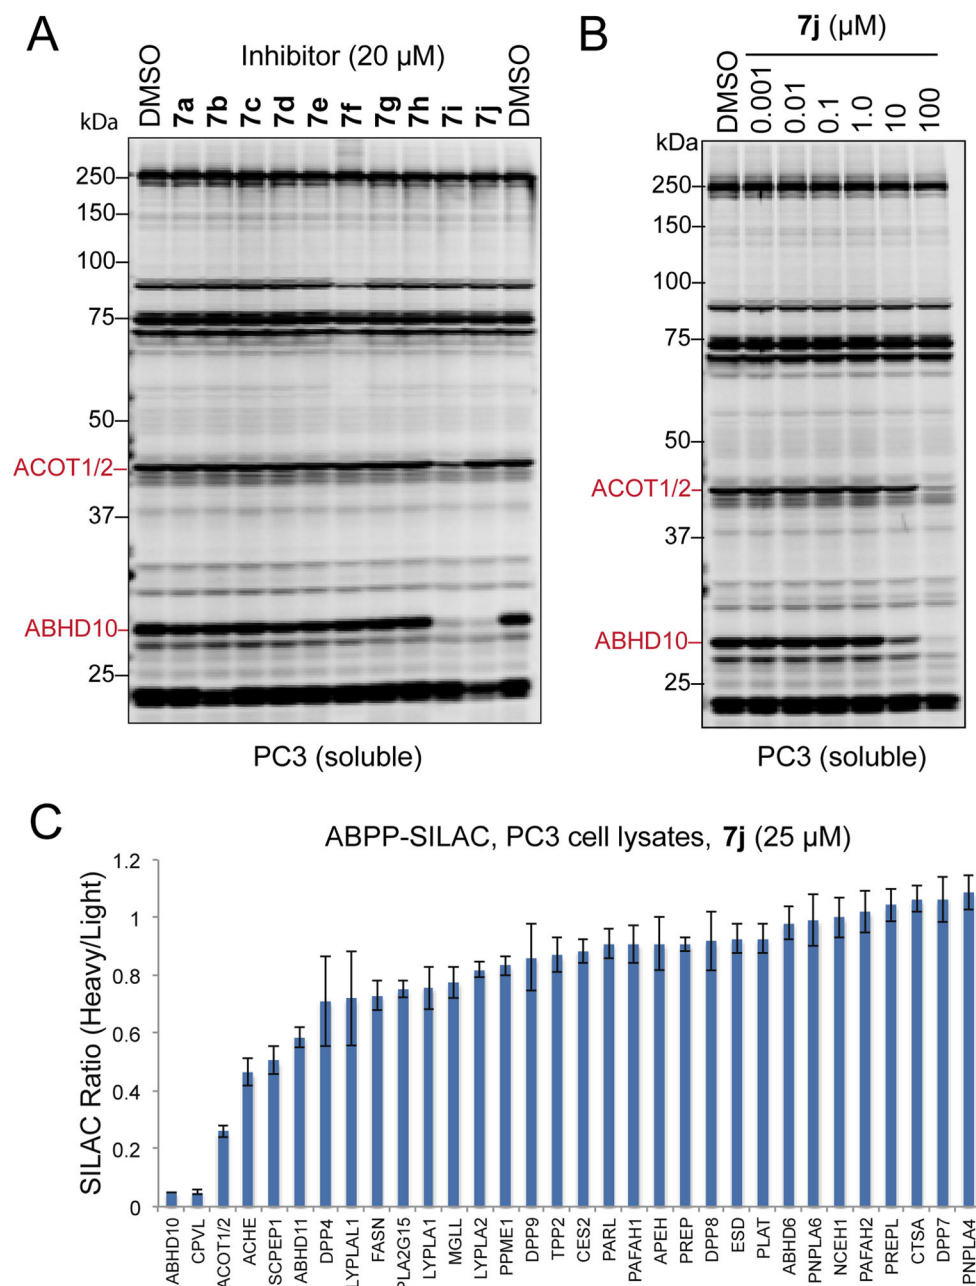 A
Inhibitor (20 µM)
kDa
DMSO
7a
7b
7c
7d
7e
7f
7g
7h
7i
7j
DMSO
250
150
100
75
50
ACOT1/2
37
ABHD10
25
PC3 (soluble)
B
7j (µM)
kDa
DMSO
0.001
0.01
0.1
1.0
10
100
250
150
100
75
50
ACOT1/2
37
ABHD10
25
PC3 (soluble)
C
ABPP-SILAC, PC3 cell lysates, 7j (25 µM)
SILAC Ratio (Heavy/Light)
1.2
1
0.8
0.6
0.4
0.2
0
ABHD10
CPVL
ACOT1/2
ACHE
SCPEP1
ABHD11
DPP4
LYPLAL1
FASN
PLA2G15
LYPLA1
MGLL
LYPLA2
PPME1
DPP9
TPP2
CES2
PARL
PAFAH1
APEH
PREP
DPP8
ESD
PLAT
ABHD6
PNPLA6
NCEH1
PAFAH2
PREPL
CTSA
DPP7
PNPLA4